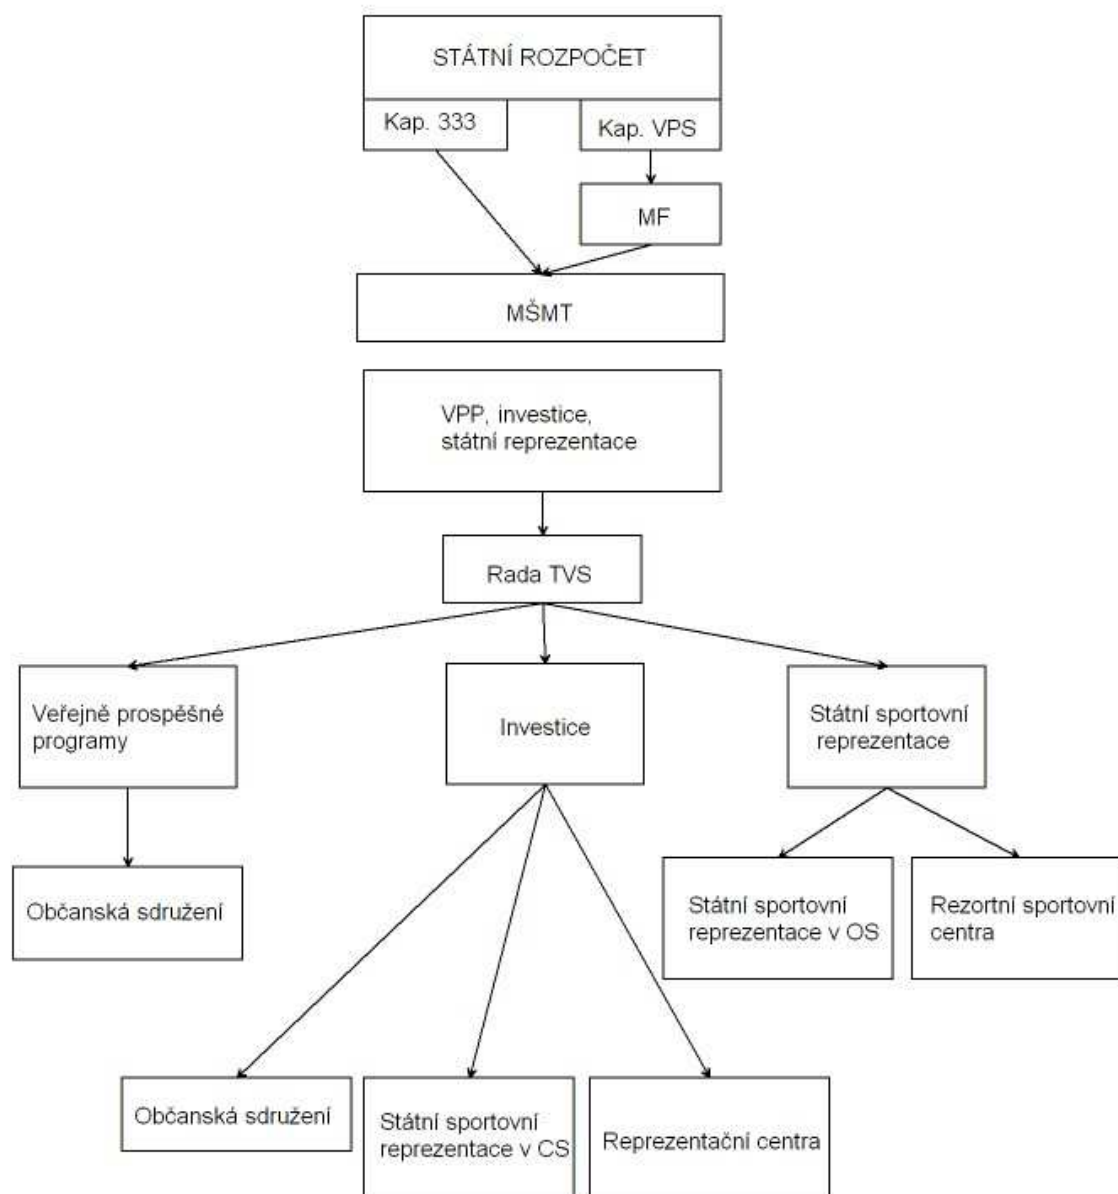 STÁTNÍ ROZPOČET
Kap. 333
Kap. VPS
MF
MŠMT
VPP, investice,
státní reprezentace
Rada TVS
Veřejně prospěšné
programy
Investice
Státní sportovní
reprezentace
Občanská sdružení
Státní sportovní
reprezentace v OS
Rezortní sportovní
centra
Občanská sdružení
Státní sportovní
reprezentace v CS
Reprezentační centra